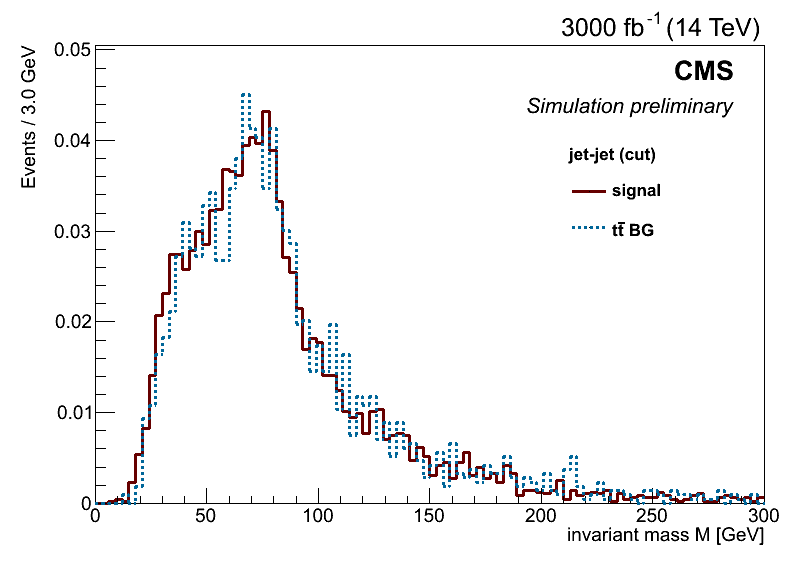 3000 fb⁻¹ (14 TeV)
CMS
Simulation preliminary
jet-jet (cut)
signal
tt̄ BG
Events / 3.0 GeV
0.05
0.04
0.03
0.02
0.01
0
0 50 100 150 200 250 300
invariant mass M [GeV]